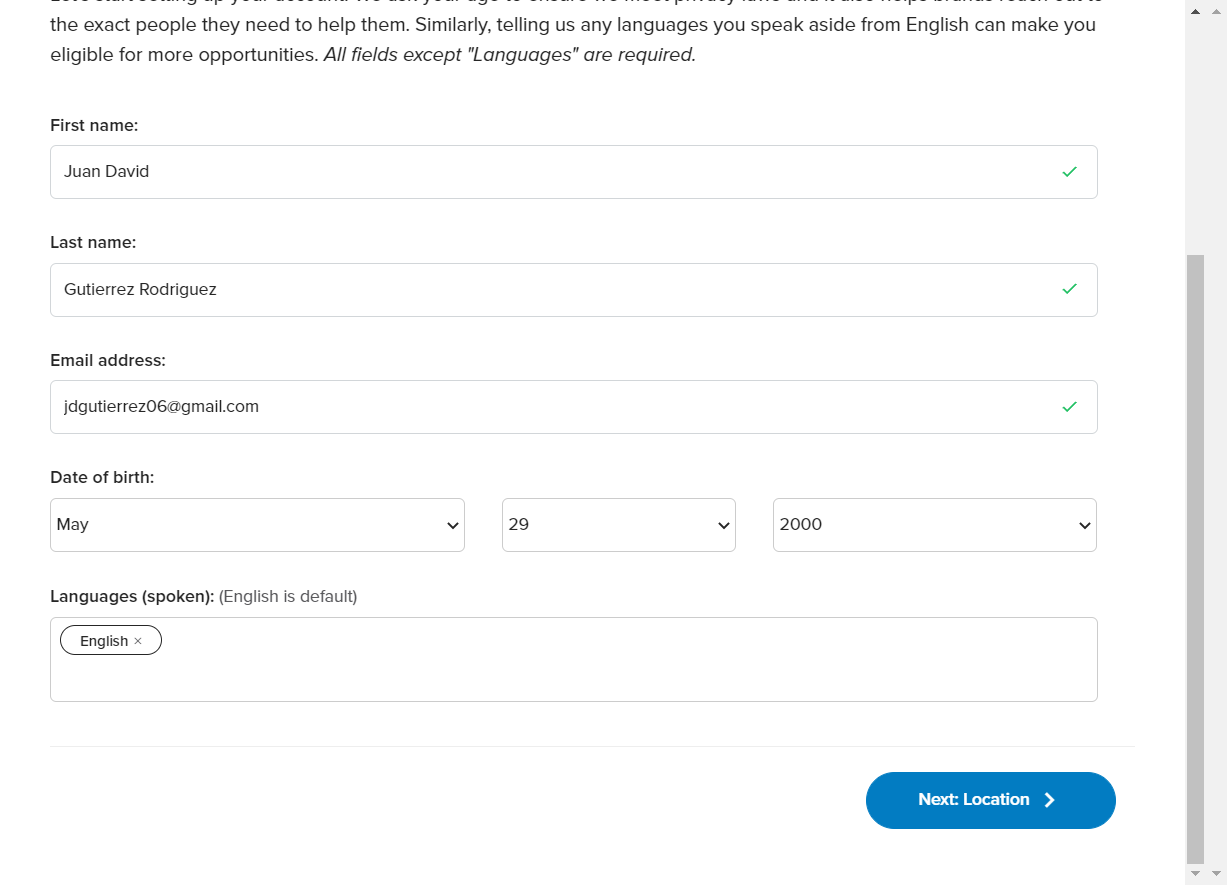 the exact people they need to help them. Similarly, telling us any languages you speak aside from English can make you
eligible for more opportunities. All fields except "Languages" are required.
First name:
Juan David
Last name:
Gutierrez Rodriguez
Email address:
jdgutierrez06@gmail.com
Date of birth:
May 29 2000
Languages (spoken): (English is default)
English ×
Next: Location